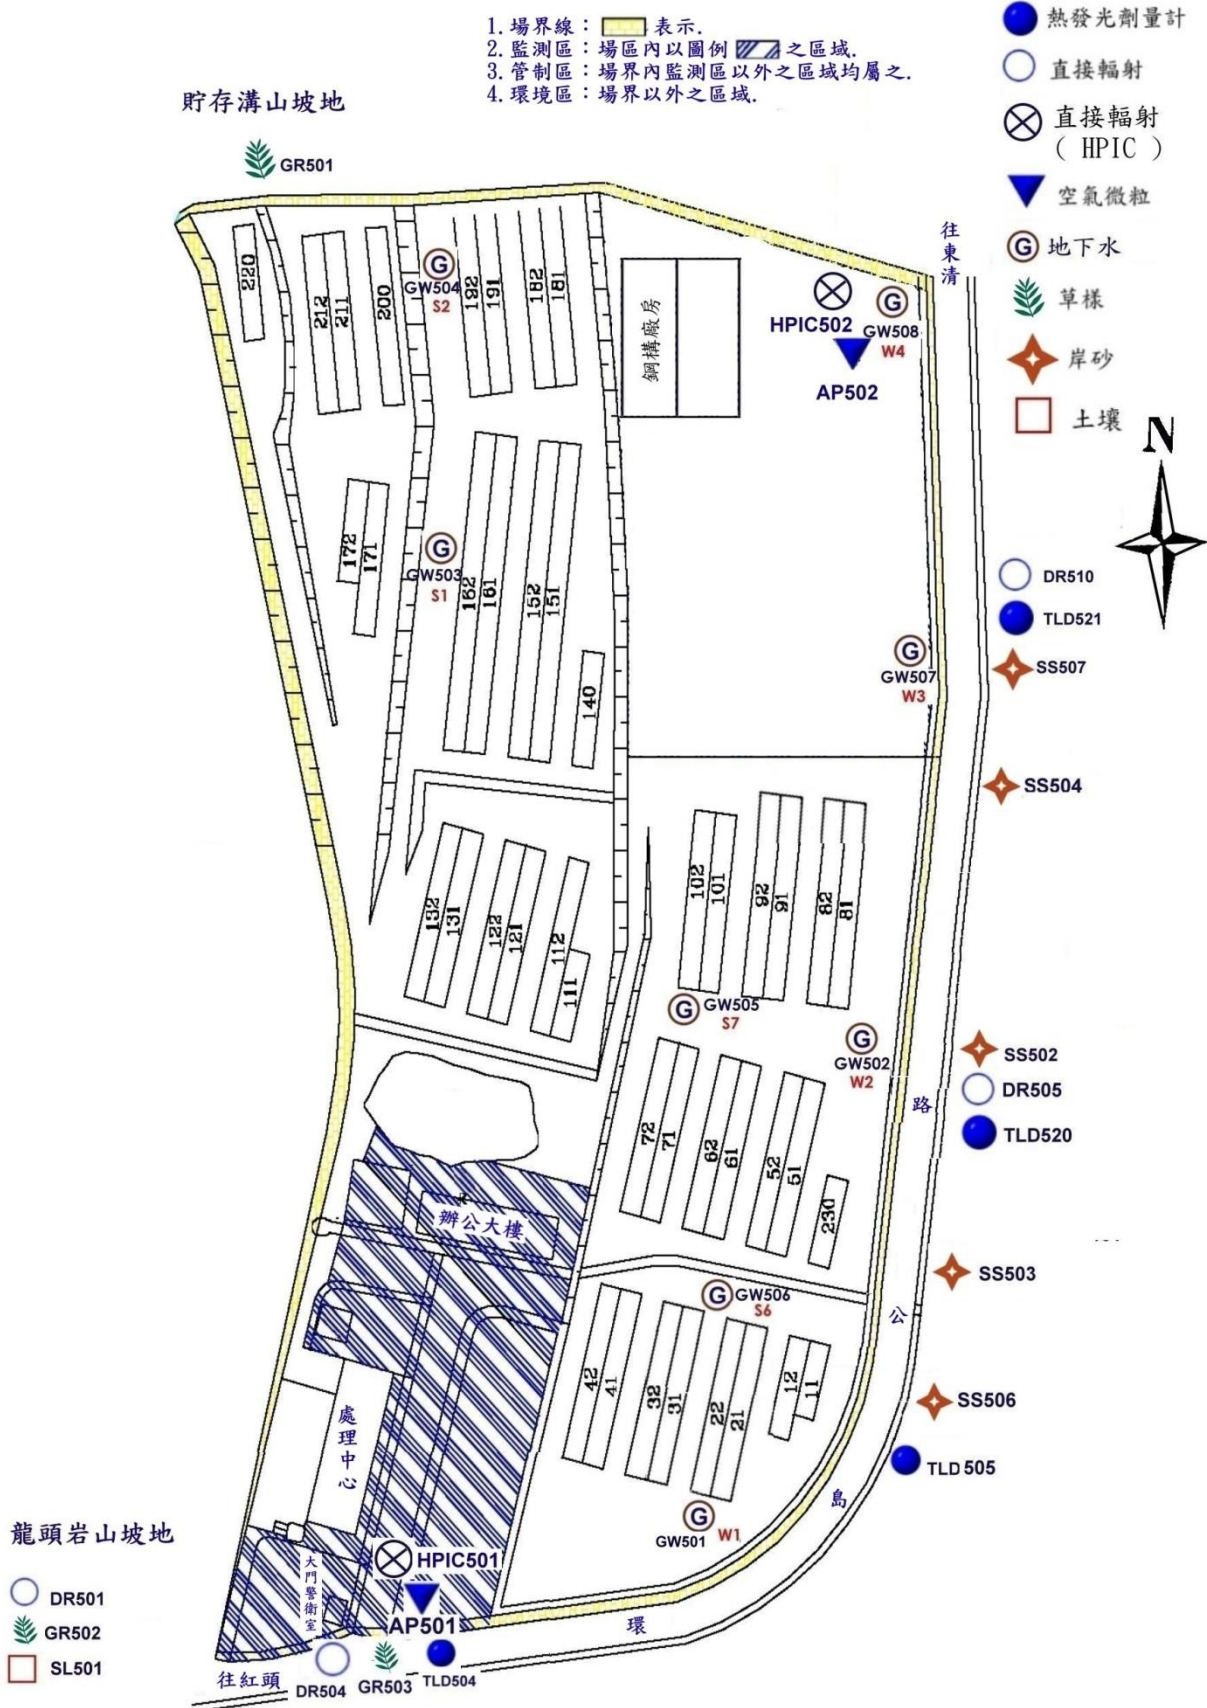 1. 場界線： 表示.
2. 監測區：場區內以圖例 之區域.
3. 管制區：場界內監測區以外之區域均屬之.
4. 環境區：場界以外之區域.
熱發光劑量計
直接輻射
直接輻射
( HPIC )
空氣微粒
地下水
草樣
岸砂
土壤
N
貯存溝山坡地
GR501
往東清
220
212
211
200
G
GW504
S2
192
191
182
181
鋼構廠房
HPIC502
G
GW508
W4
AP502
172
171
G
GW503
S1
162
161
152
151
140
G
GW507
W3
DR510
TLD521
SS507
SS504
132
131
122
121
112
111
102
101
92
91
82
81
G
GW505
S7
G
GW502
W2
SS502
DR505
TLD520
路
72
71
62
61
52
51
230
辦公大樓
SS503
公
G
GW506
S6
42
41
32
31
22
21
12
11
SS506
TLD 505
島
處理中心
G
GW501
W1
龍頭岩山坡地
DR501
GR502
SL501
大門警衛室
HPIC501
AP501
環
往紅頭
DR504
GR503
TLD504